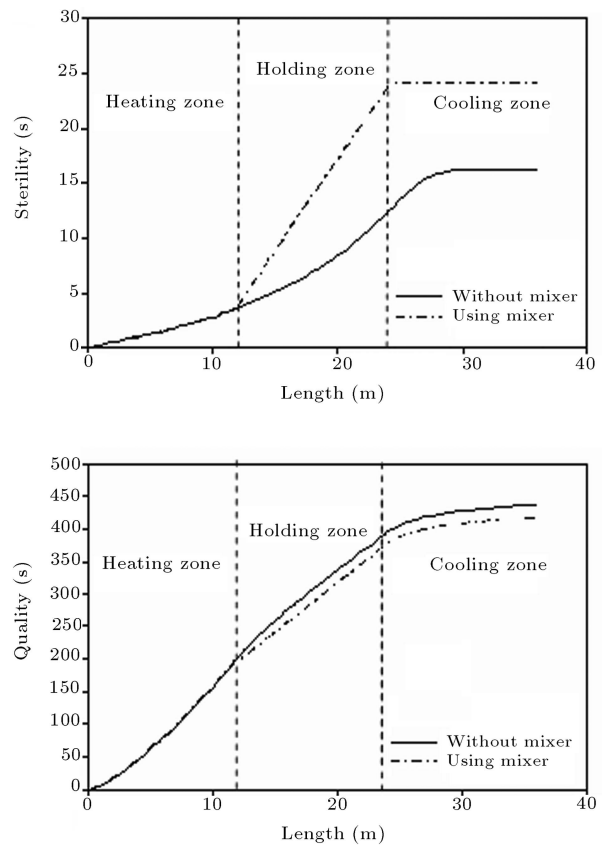 30
25
20
15
10
5
0
Sterility (s)
Heating zone
Holding zone
Cooling zone
Without mixer
Using mixer
0 10 20 30 40
Length (m)
500
450
400
350
300
250
200
150
100
50
0
Quality (s)
Heating zone
Holding zone
Cooling zone
Without mixer
Using mixer
0 10 20 30 40
Length (m)